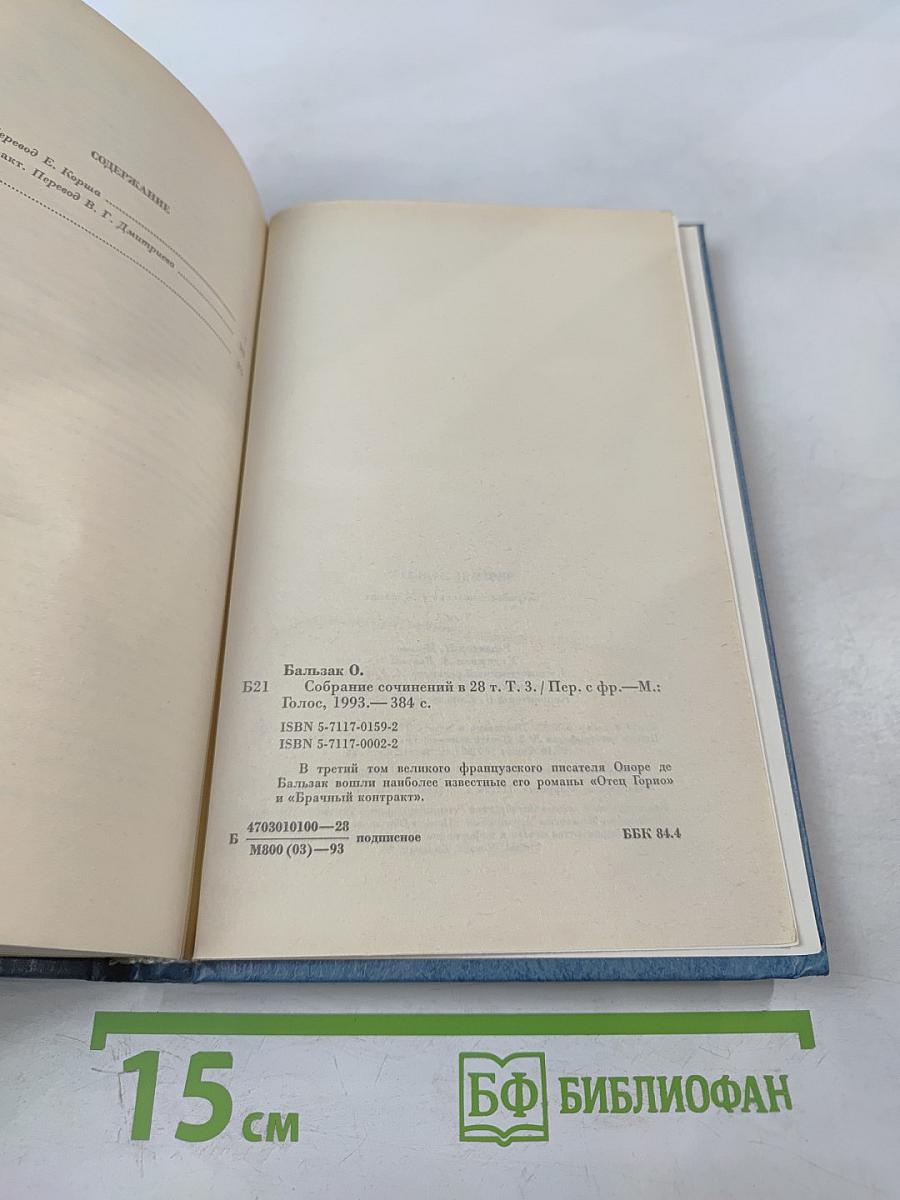 СОДЕРЖАНИЕ
Перевод Е. Корша
акт. Перевод В. Г. Дмитриева
Бальзак О.
Б21 Собрание сочинений в 28 т. Т. 3. / Пер. с фр.—М.:
Голос, 1993.— 384 с.
ISBN 5-7117-0159-2
ISBN 5-7117-0002-2
В третий том великого французского писателя Оноре де
Бальзак вошли наиболее известные его романы «Отец Горио»
и «Брачный контракт».
Б 4703010100—28
М800 (03)—93 подписное ББК 84.4
15 см
БФ БИБЛИОФАН